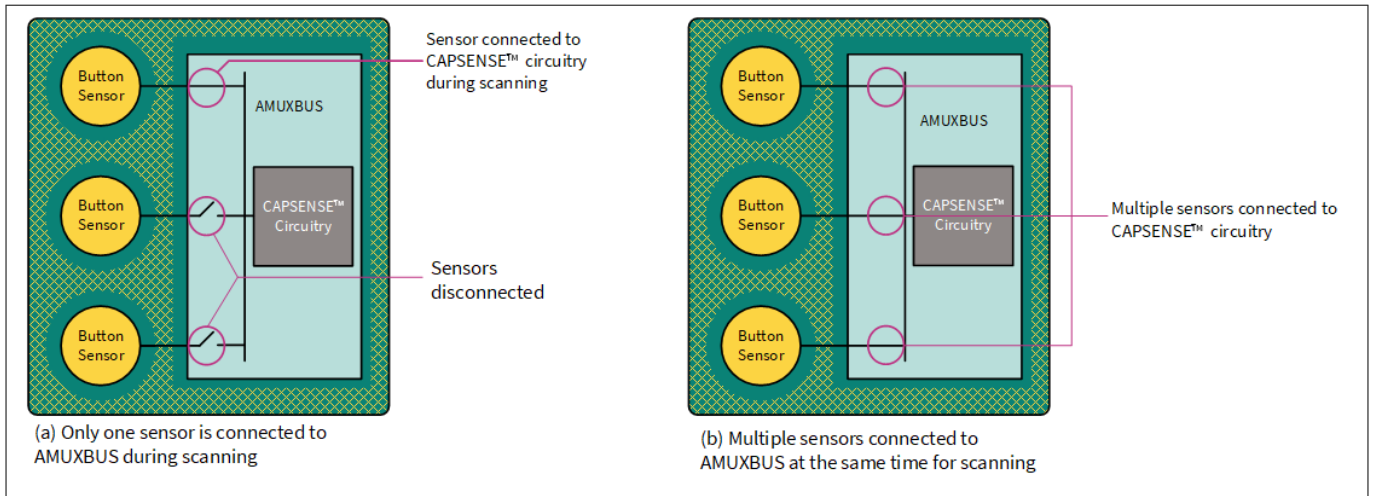 Button
Sensor
Sensor connected to
CAPSENSE™ circuitry
during scanning
AMUXBUS
Button
Sensor
CAPSENSE™
Circuitry
Sensors
disconnected
Button
Sensor
(a) Only one sensor is connected to
AMUXBUS during scanning
Button
Sensor
AMUXBUS
Button
Sensor
CAPSENSE™
Circuitry
Multiple sensors connected to
CAPSENSE™ circuitry
Button
Sensor
(b) Multiple sensors connected to
AMUXBUS at the same time for scanning